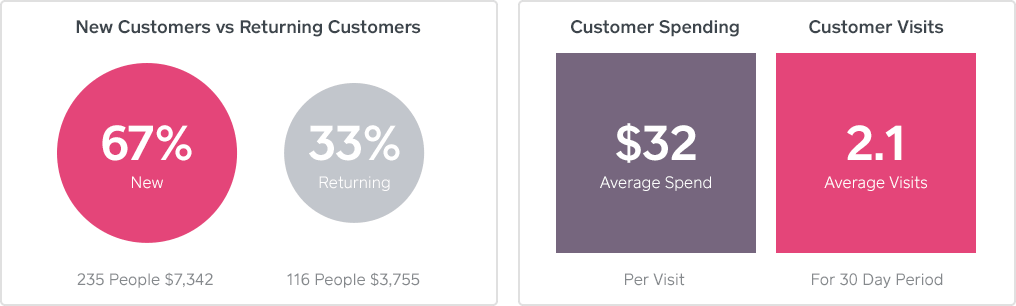 New Customers vs Returning Customers
67%
New
33%
Returning
235 People $7,342
116 People $3,755
Customer Spending
Customer Visits
$32
Average Spend
2.1
Average Visits
Per Visit
For 30 Day Period